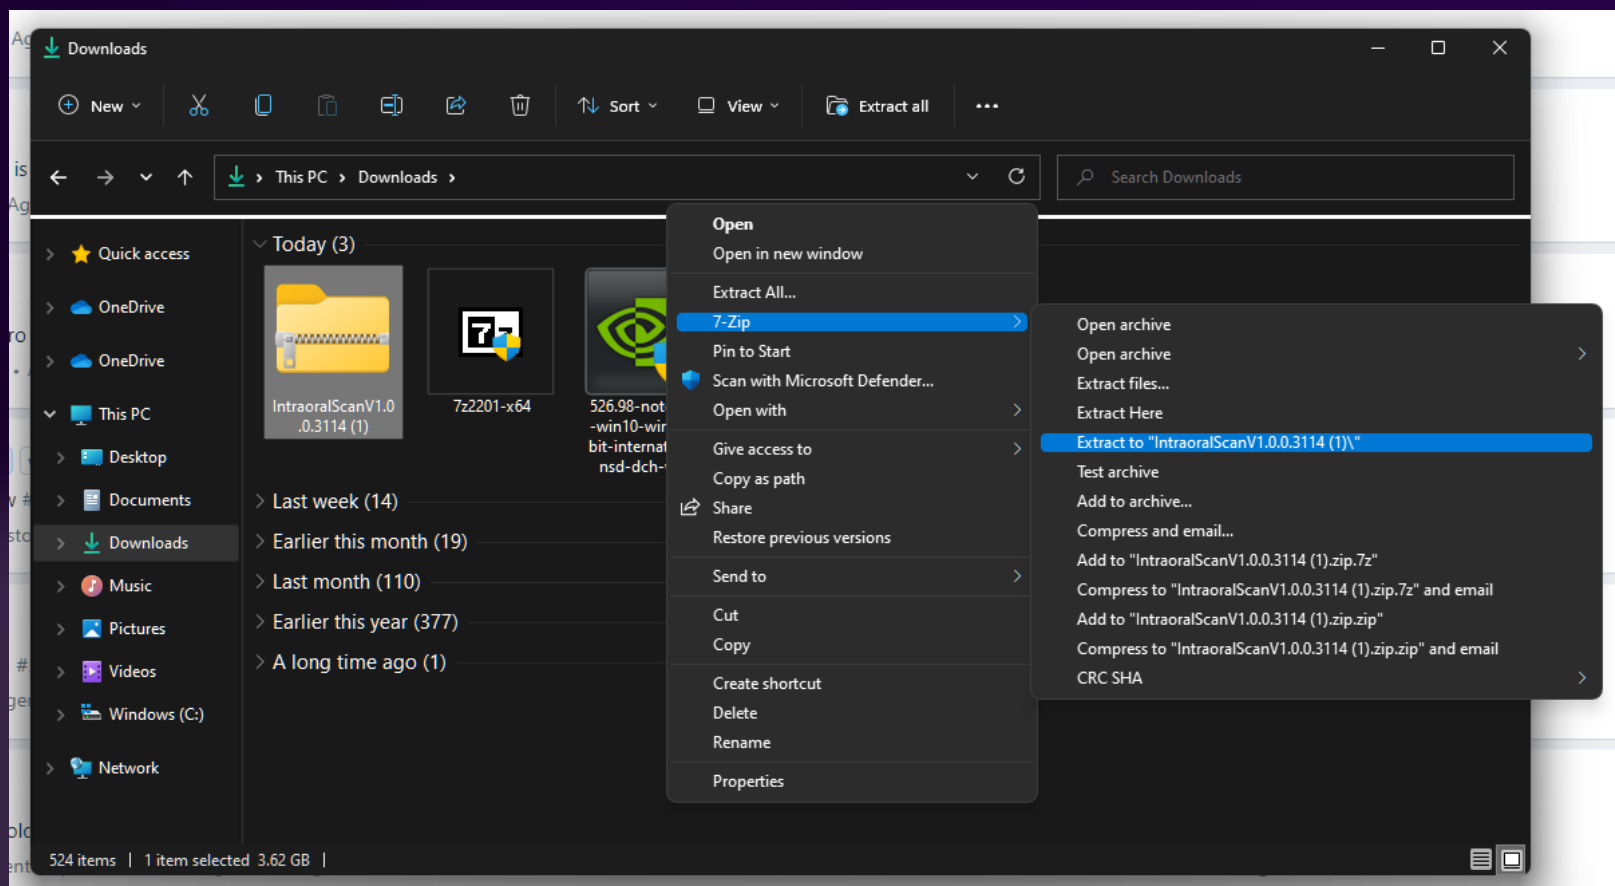 Downloads
New
Sort
View
Extract all
This PC
Downloads
Search Downloads
Quick access
OneDrive
OneDrive
This PC
Desktop
Documents
Downloads
Music
Pictures
Videos
Windows (C:)
Network
Today (3)
IntraoralScanV1.0
.0.3114 (1)
7z2201-x64
526.98-not
-win10-wir
bit-internat
nsd-dch-
Last week (14)
Earlier this month (19)
Last month (110)
Earlier this year (377)
A long time ago (1)
Open
Open in new window
Extract All...
7-Zip
Pin to Start
Scan with Microsoft Defender...
Open with
Give access to
Copy as path
Share
Restore previous versions
Send to
Cut
Copy
Create shortcut
Delete
Rename
Properties
Open archive
Open archive
Extract files...
Extract Here
Extract to "IntraoralScanV1.0.0.3114 (1)\"
Test archive
Add to archive...
Compress and email...
Add to "IntraoralScanV1.0.0.3114 (1).zip.7z"
Compress to "IntraoralScanV1.0.0.3114 (1).zip.7z" and email
Add to "IntraoralScanV1.0.0.3114 (1).zip.zip"
Compress to "IntraoralScanV1.0.0.3114 (1).zip.zip" and email
CRC SHA
524 items | 1 item selected 3.62 GB |